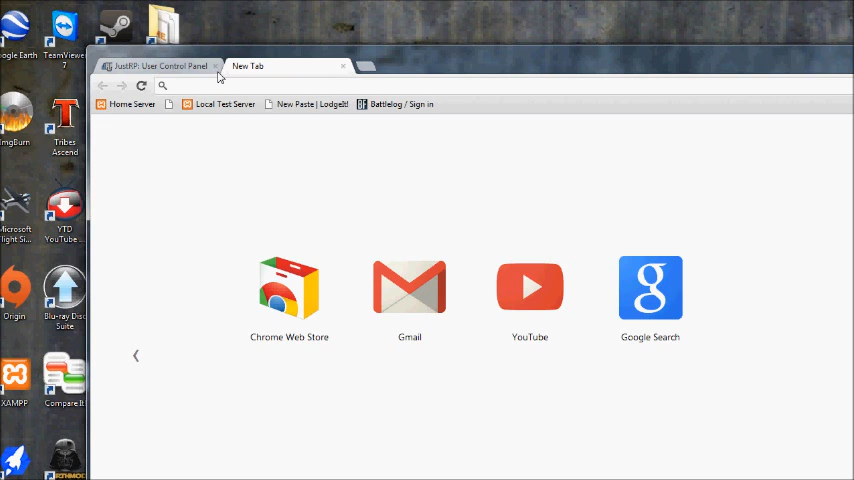 oogle Earth
TeamViewer
7
JustRP: User Control Panel
New Tab
Home Server
Local Test Server
New Paste | LodgeIt!
Battlelog / Sign in
ImgBurn
Tribes
Ascend
Microsoft
Flight Si...
YTD
YouTube ...
Origin
Blu-ray Disc
Suite
Chrome Web Store
Gmail
YouTube
Google Search
XAMPP
Compare It!